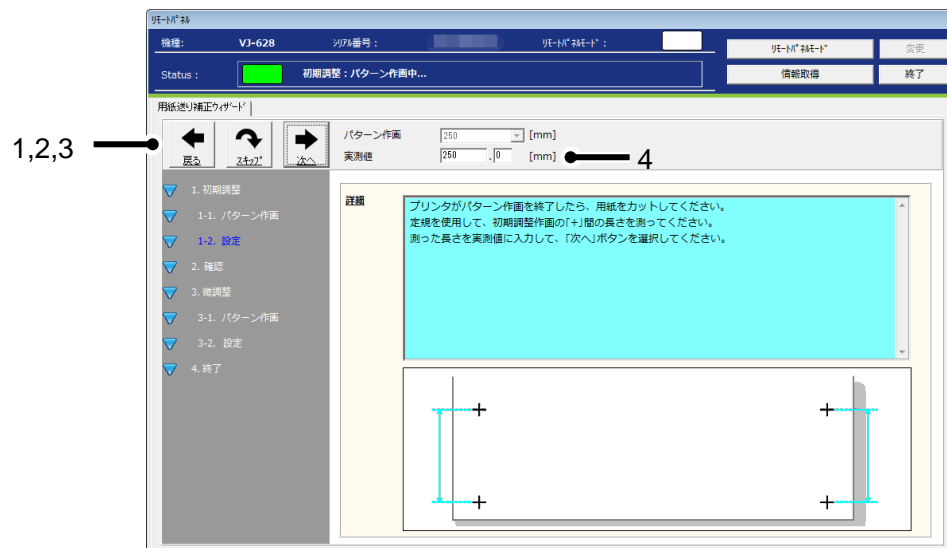 ﾘﾓｰﾄﾊﾟﾈﾙ
機種: VJ-628 ｼﾘｱﾙ番号: ﾘﾓｰﾄﾊﾟﾈﾙﾓｰﾄﾞ:
ﾘﾓｰﾄﾊﾟﾈﾙﾓｰﾄﾞ 変更
Status : 初期調整:パターン作画中...
情報取得 終了
用紙送り補正ｳｨｻﾞｰﾄﾞ
1,2,3
戻る ｽｷｯﾌﾟ 次へ
パターン作画 250 [mm]
実測値 250 . 0 [mm] 4
1. 初期調整
1-1. パターン作画
1-2. 設定
2. 確認
3. 微調整
3-1. パターン作画
3-2. 設定
4. 終了
詳細
プリンタがパターン作画を終了したら、用紙をカットしてください。
定規を使用して、初期調整作画の「+」間の長さを測ってください。
測った長さを実測値に入力して、「次へ」ボタンを選択してください。